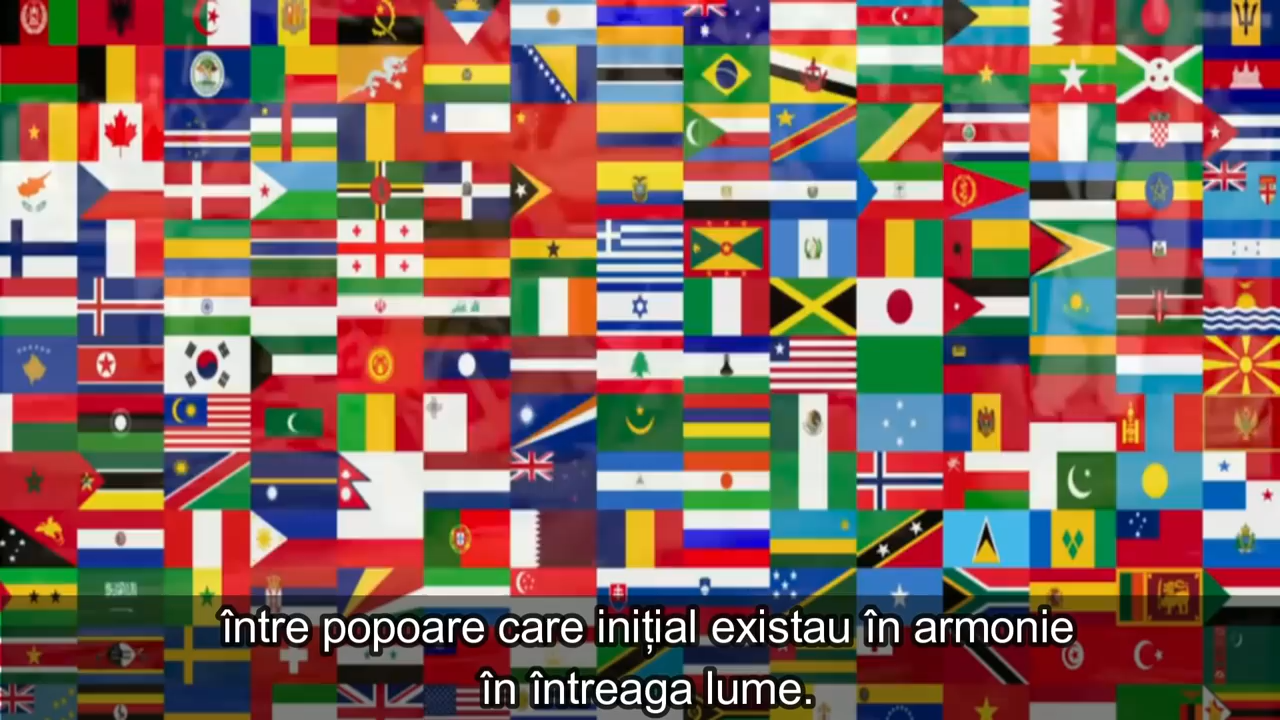 între popoare care inițial existau în armonie
în întreaga lume.